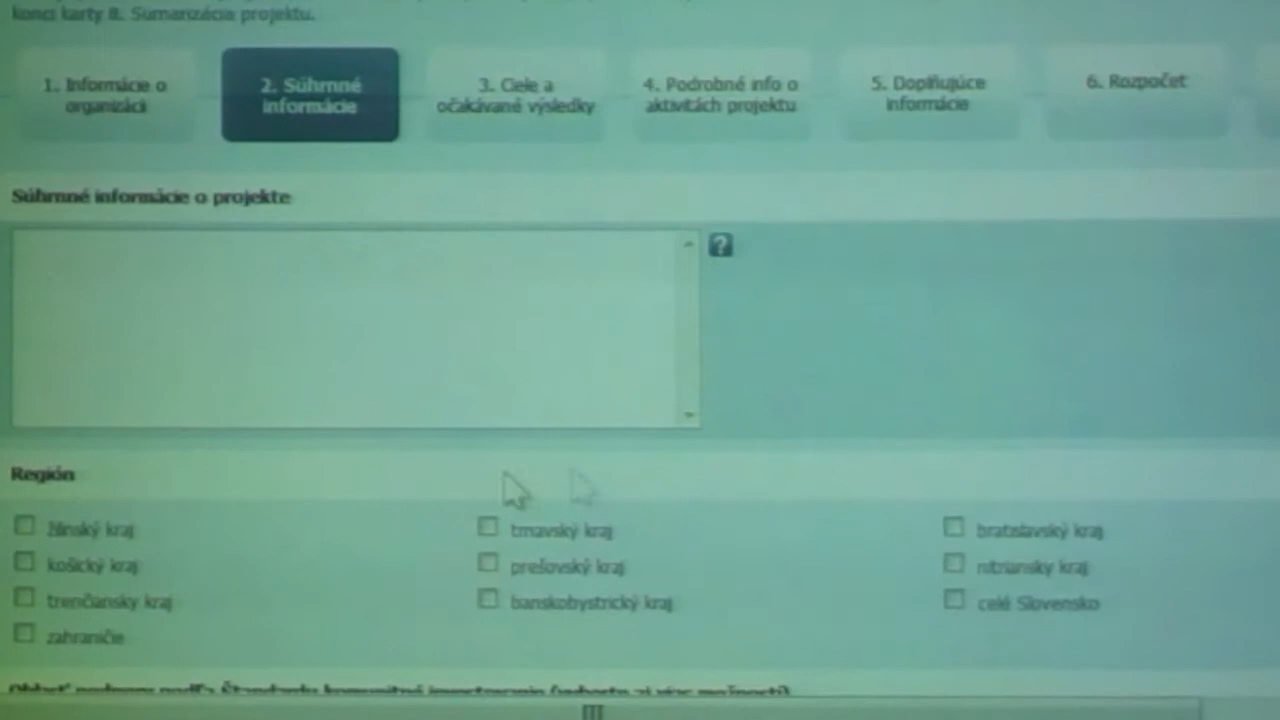 konci karty 8. Sumarizácia projektu.
1. Informácie o organizácii
2. Súhrnné informácie
3. Ciele a očakávané výsledky
4. Podrobné info o aktivitách projektu
5. Doplňujúce informácie
6. Rozpočet
Súhrnné informácie o projekte
?
Región
žilinský kraj
trnavský kraj
bratislavský kraj
košický kraj
prešovský kraj
nitriansky kraj
trenčiansky kraj
banskobystrický kraj
celé Slovensko
zahraničie